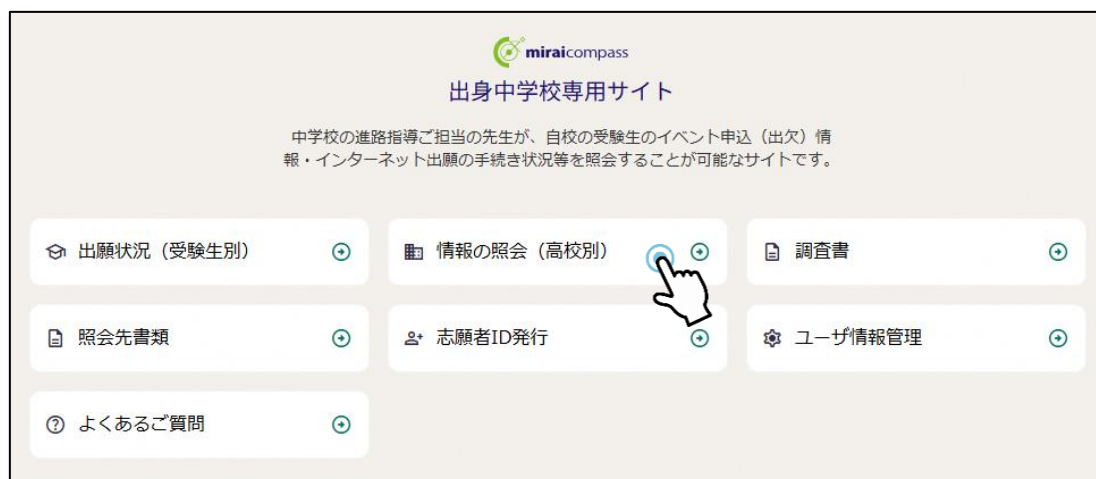 miraicompass
出身中学校専用サイト
中学校の進路指導ご担当の先生が、自校の受験生のイベント申込（出欠）情
報・インターネット出願の手続き状況等を照会することが可能なサイトです。
出願状況（受験生別）
情報の照会（高校別）
調査書
照会先書類
志願者ID発行
ユーザ情報管理
よくあるご質問